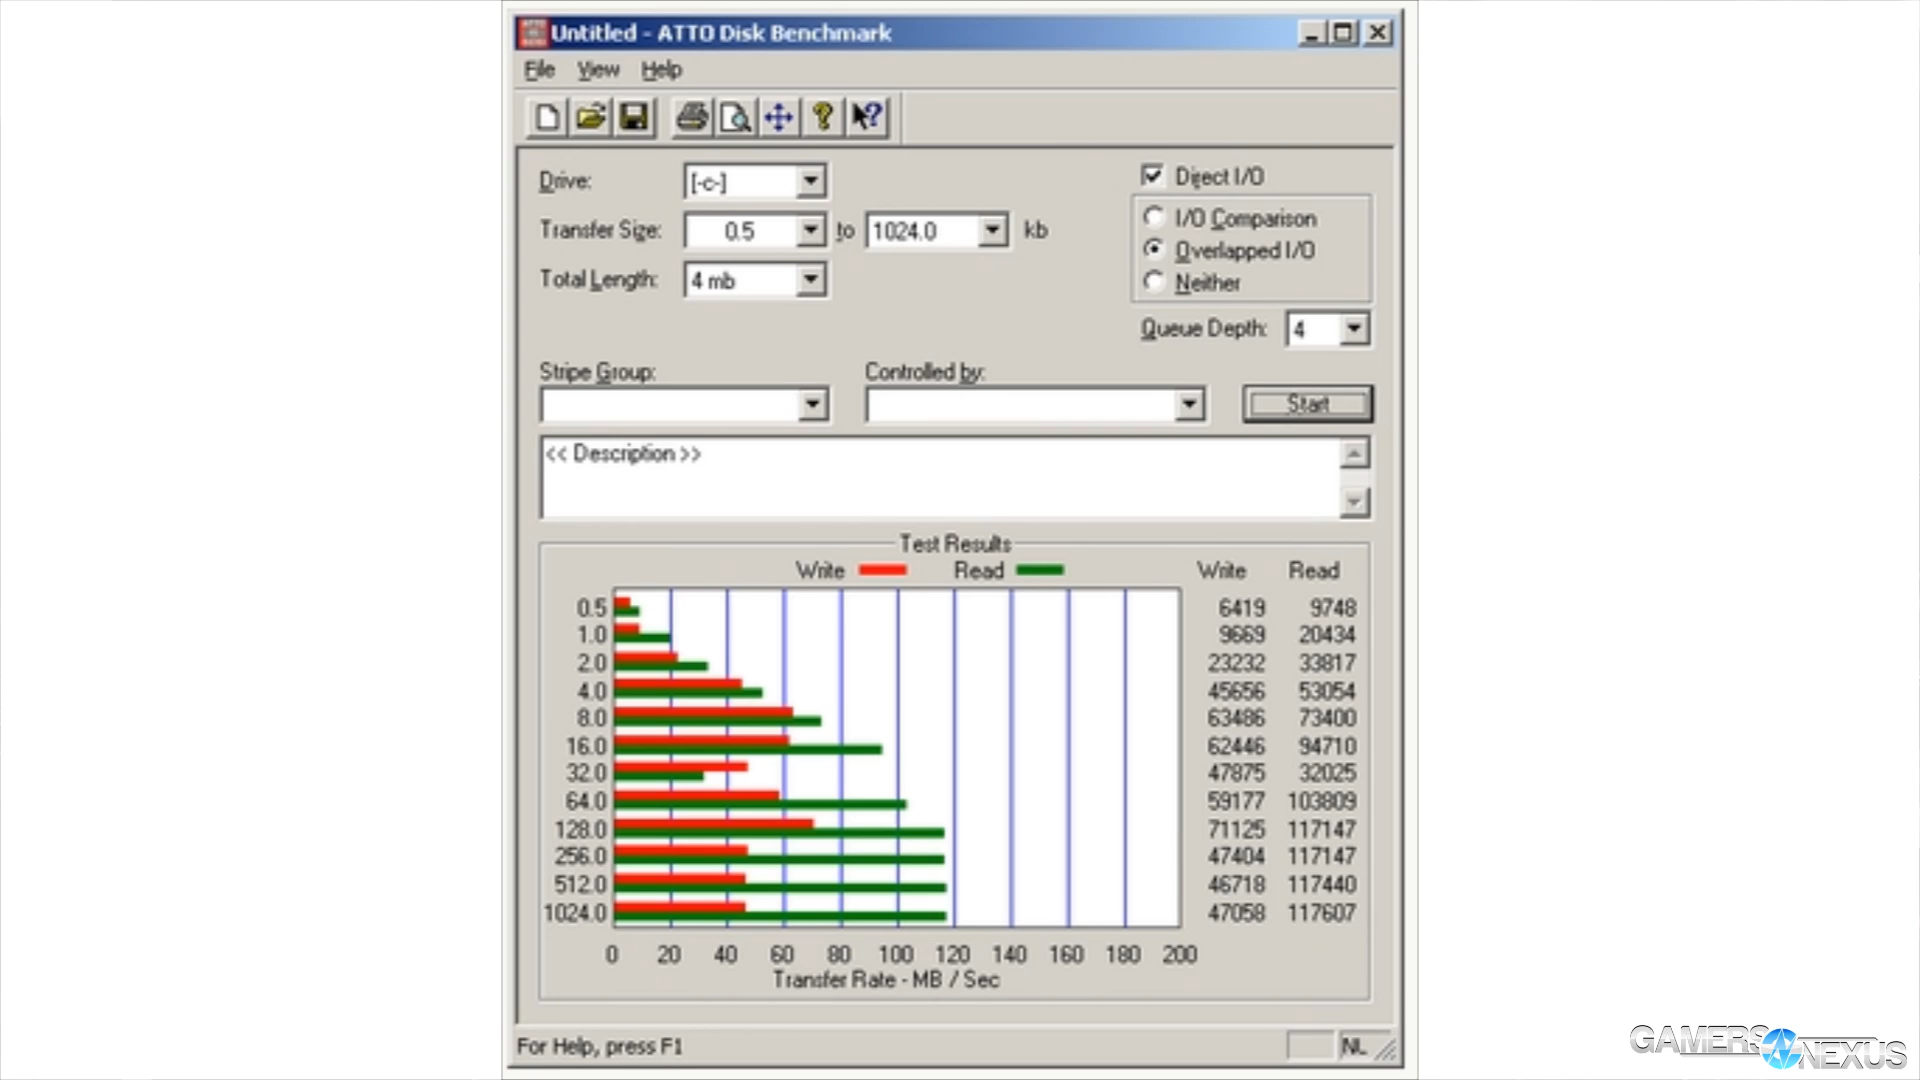 Untitled - ATTO Disk Benchmark
File View Help
Drive: [-c-]
Direct I/O
Transfer Size: 0.5 to 1024.0 kb
I/O Comparison
Overlapped I/O
Total Length: 4 mb
Neither
Queue Depth: 4
Stripe Group: Controlled by:
Start
<< Description >>
Test Results
Write Read Write Read
0.5 6419 9748
1.0 9669 20434
2.0 23232 33817
4.0 45656 53054
8.0 63486 73400
16.0 62446 94710
32.0 47875 32025
64.0 59177 103809
128.0 71125 117147
256.0 47404 117147
512.0 46718 117440
1024.0 47058 117607
0 20 40 60 80 100 120 140 160 180 200
Transfer Rate - MB / Sec
For Help, press F1
NL
GAMERS NEXUS